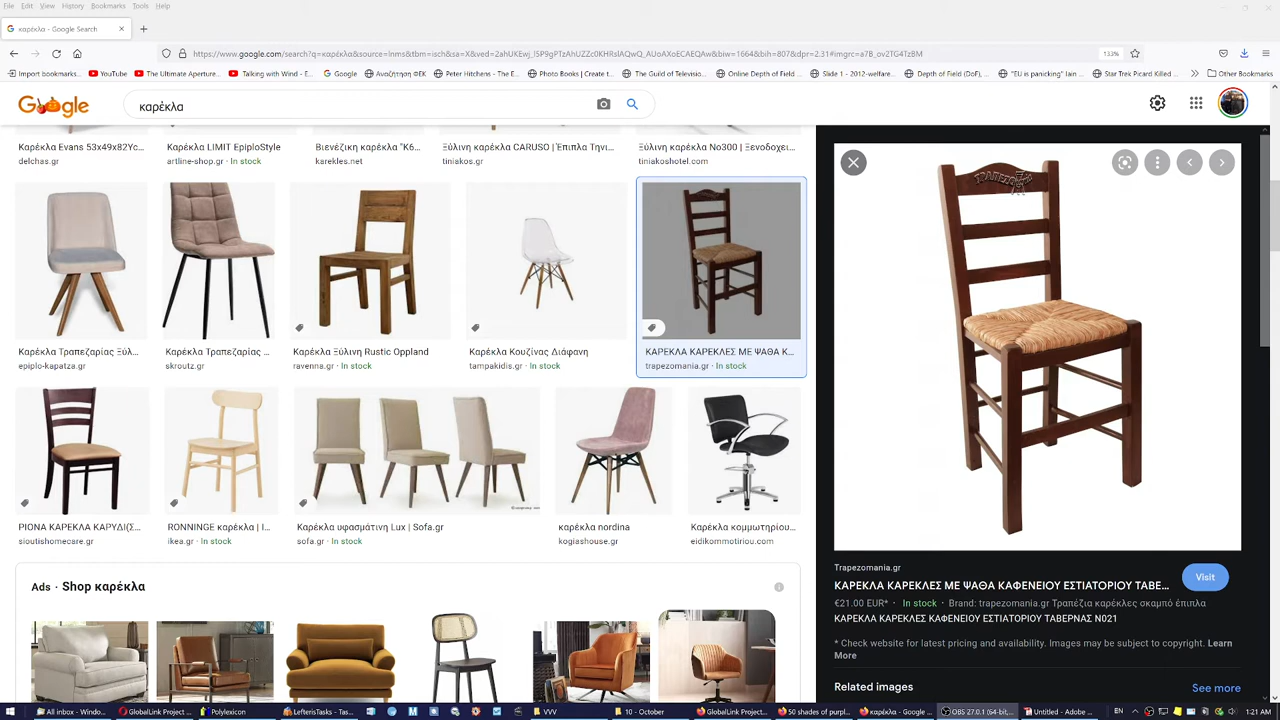 File Edit View History Bookmarks Tools Help
καρέκλα - Google Search
https://www.google.com/search?q=καρέκλα&source=lnms&tbm=isch&sa=X&ved=2ahUKEwj_l5P9gPTzAhUZZc0KHRslAQwQ_AUoAXoECAEQAw&biw=1664&bih=807&dpr=2.31#imgrc=a7B_ov2TG4TzBM
133%
Import bookmarks... YouTube The Ultimate Aperture... Talking with Wind - E... Google Αναζήτηση ΦΕΚ Peter Hitchens - The E... Photo Books | Create t... The Guild of Televisio... Online Depth of Field ... Slide 1 - 2012-welfare... Depth of Field (DoF), ... "EU is panicking" Iain ... Star Trek Picard Killed ... Other Bookmarks
Google
καρέκλα
Καρέκλα Evans 53x49x82Yc...
delchas.gr
Καρέκλα LIMIT EpiploStyle
artline-shop.gr · In stock
Βιενέζικη καρέκλα "K6...
karekles.net
Ξύλινη καρέκλα CARUSO | Έπιπλα Τηνι...
tiniakos.gr
Ξύλινη καρέκλα No300 | Ξενοδοχει...
tiniakoshotel.com
Καρέκλα Τραπεζαρίας Ξύλ...
epiplo-kapatza.gr
Καρέκλα Τραπεζαρίας ...
skroutz.gr
Καρέκλα Ξύλινη Rustic Oppland
ravenna.gr · In stock
Καρέκλα Κουζίνας Διάφανη
tampakidis.gr · In stock
ΚΑΡΕΚΛΑ ΚΑΡΕΚΛΕΣ ΜΕ ΨΑΘΑ Κ...
trapezomania.gr · In stock
PIONA ΚΑΡΕΚΛΑ ΚΑΡΥΔΙ(Σ...
sioutishomecare.gr
RONNINGE καρέκλα | I...
ikea.gr · In stock
Καρέκλα υφασμάτινη Lux | Sofa.gr
sofa.gr · In stock
καρέκλα nordina
kogiashouse.gr
Καρέκλα κομμωτηρίου...
eidikommotiriou.com
Ads · Shop καρέκλα
Trapezomania.gr
ΚΑΡΕΚΛΑ ΚΑΡΕΚΛΕΣ ΜΕ ΨΑΘΑ ΚΑΦΕΝΕΙΟΥ ΕΣΤΙΑΤΟΡΙΟΥ ΤΑΒΕ...
Visit
€21.00 EUR* · In stock · Brand: trapezomania.gr Τραπέζια καρέκλες σκαμπό έπιπλα
ΚΑΡΕΚΛΑ ΚΑΡΕΚΛΕΣ ΚΑΦΕΝΕΙΟΥ ΕΣΤΙΑΤΟΡΙΟΥ ΤΑΒΕΡΝΑΣ Ν021
* Check website for latest pricing and availability. Images may be subject to copyright. Learn
More
Related images
See more
All inbox - Windo... GlobalLink Project ... Polylexicon LefterisTasks - Tas... VVV 10 - October GlobalLink Project ... 50 shades of purpl... καρέκλα - Google ... OBS 27.0.1 (64-bit,... Untitled - Adobe ... EN 1:21 AM